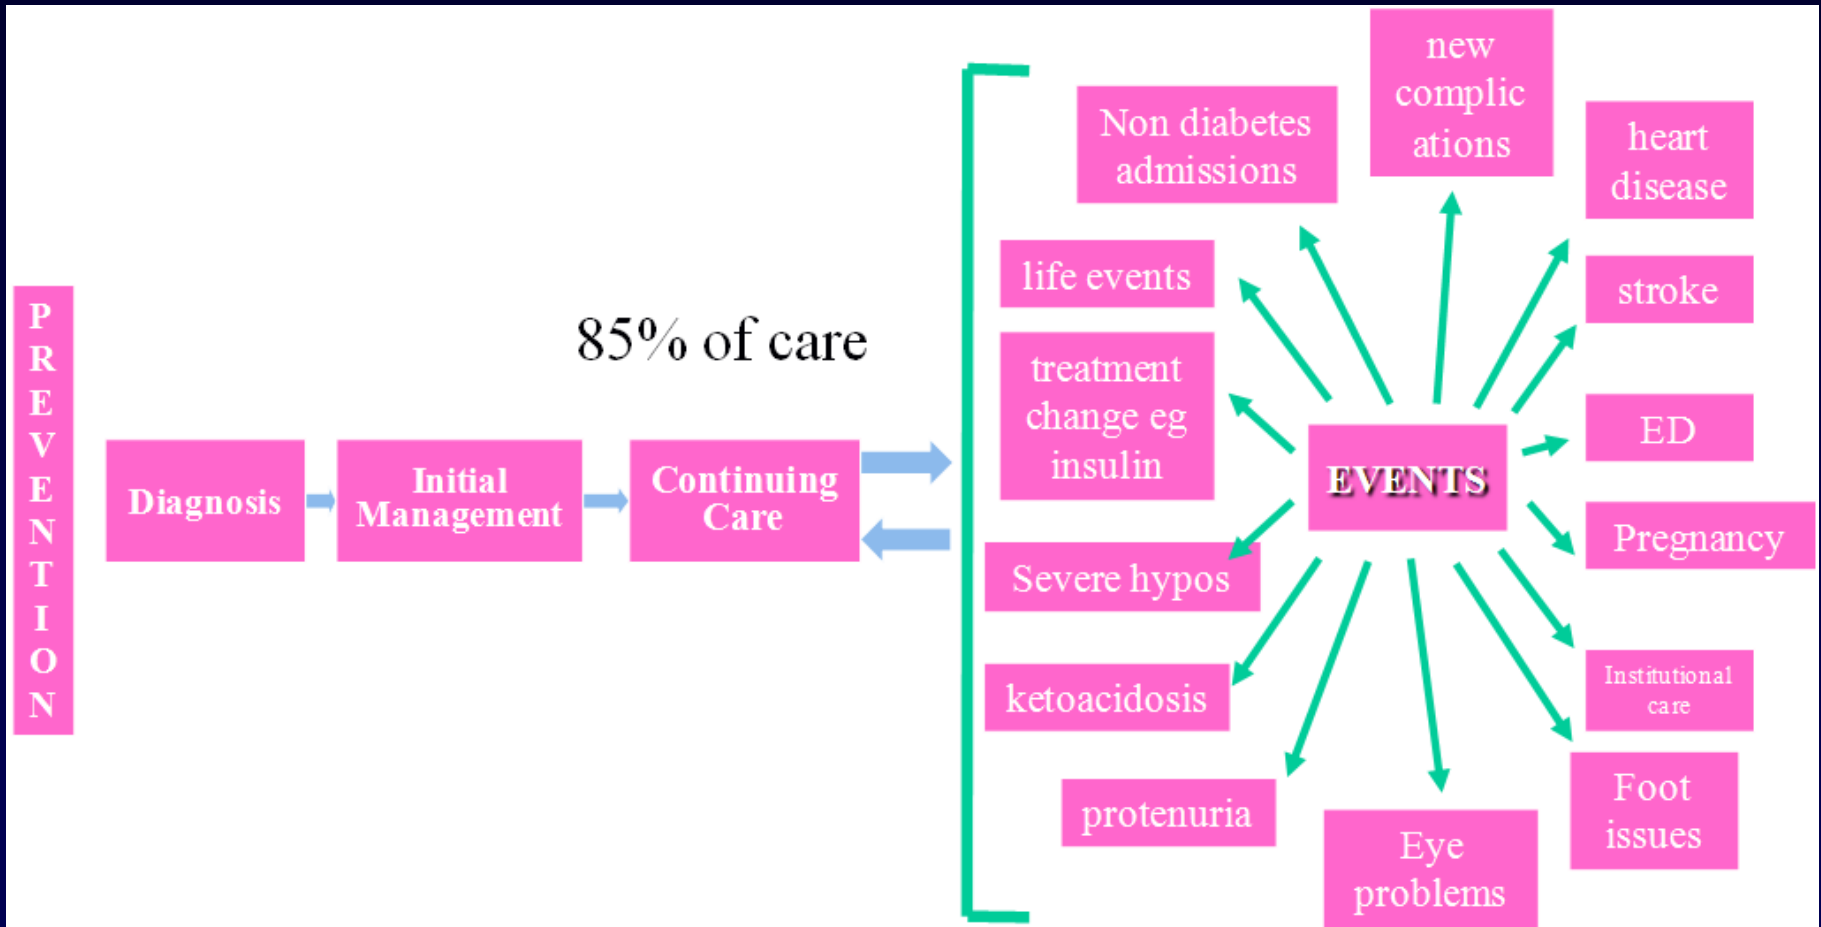 P
R
E
V
E
N
T
I
O
N
Diagnosis
Initial
Management
85% of care
Continuing
Care
Non diabetes
admissions
new
complic
ations
heart
disease
life events
stroke
treatment
change eg
insulin
ED
EVENTS
Pregnancy
Severe hypos
Institutional
care
ketoacidosis
Foot
issues
protenuria
Eye
problems